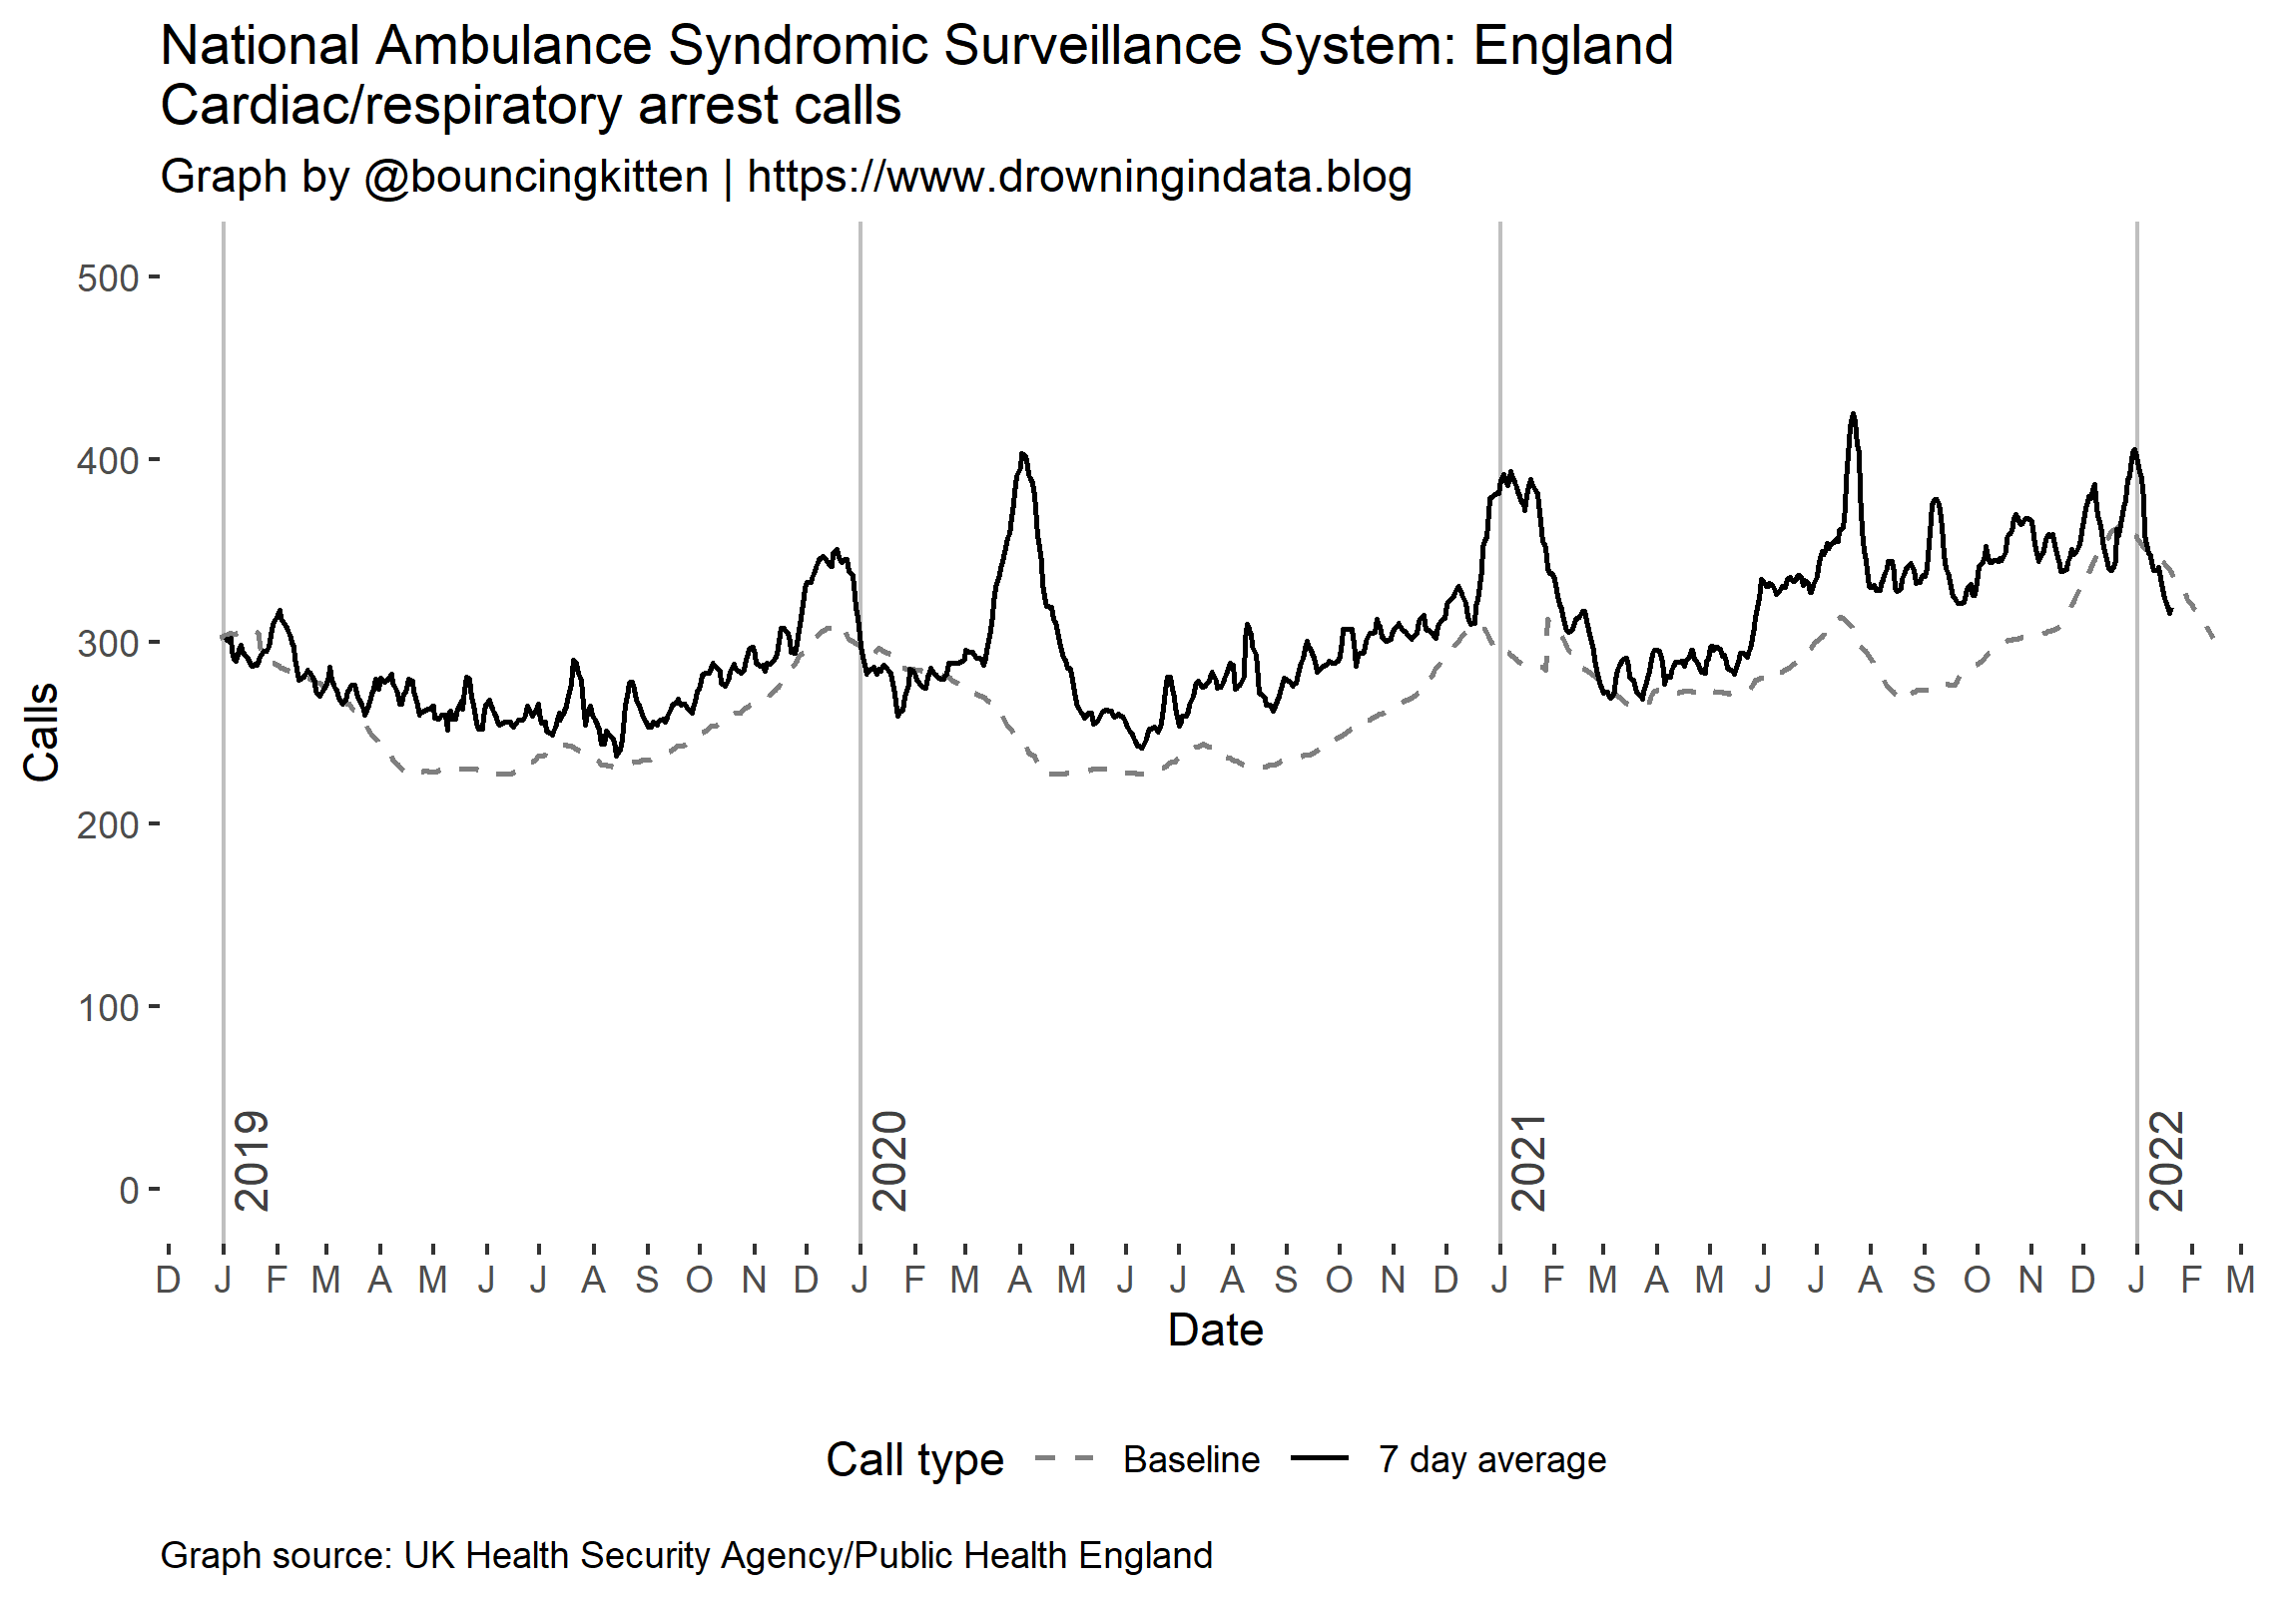 National Ambulance Syndromic Surveillance System: England
Cardiac/respiratory arrest calls
Graph by @bouncingkitten | https://www.drowningindata.blog
500
400
300
200
100
0
Calls
2019
2020
2021
2022
D J F M A M J J A S O N D J F M A M J J A S O N D J F M A M J J A S O N D J F M
Date
Call type Baseline 7 day average
Graph source: UK Health Security Agency/Public Health England